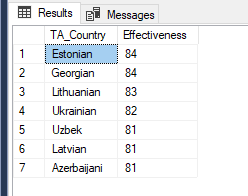 Results Messages
TA_Country Effectiveness
1 Estonian 84
2 Georgian 84
3 Lithuanian 83
4 Ukrainian 82
5 Uzbek 81
6 Latvian 81
7 Azerbaijani 81